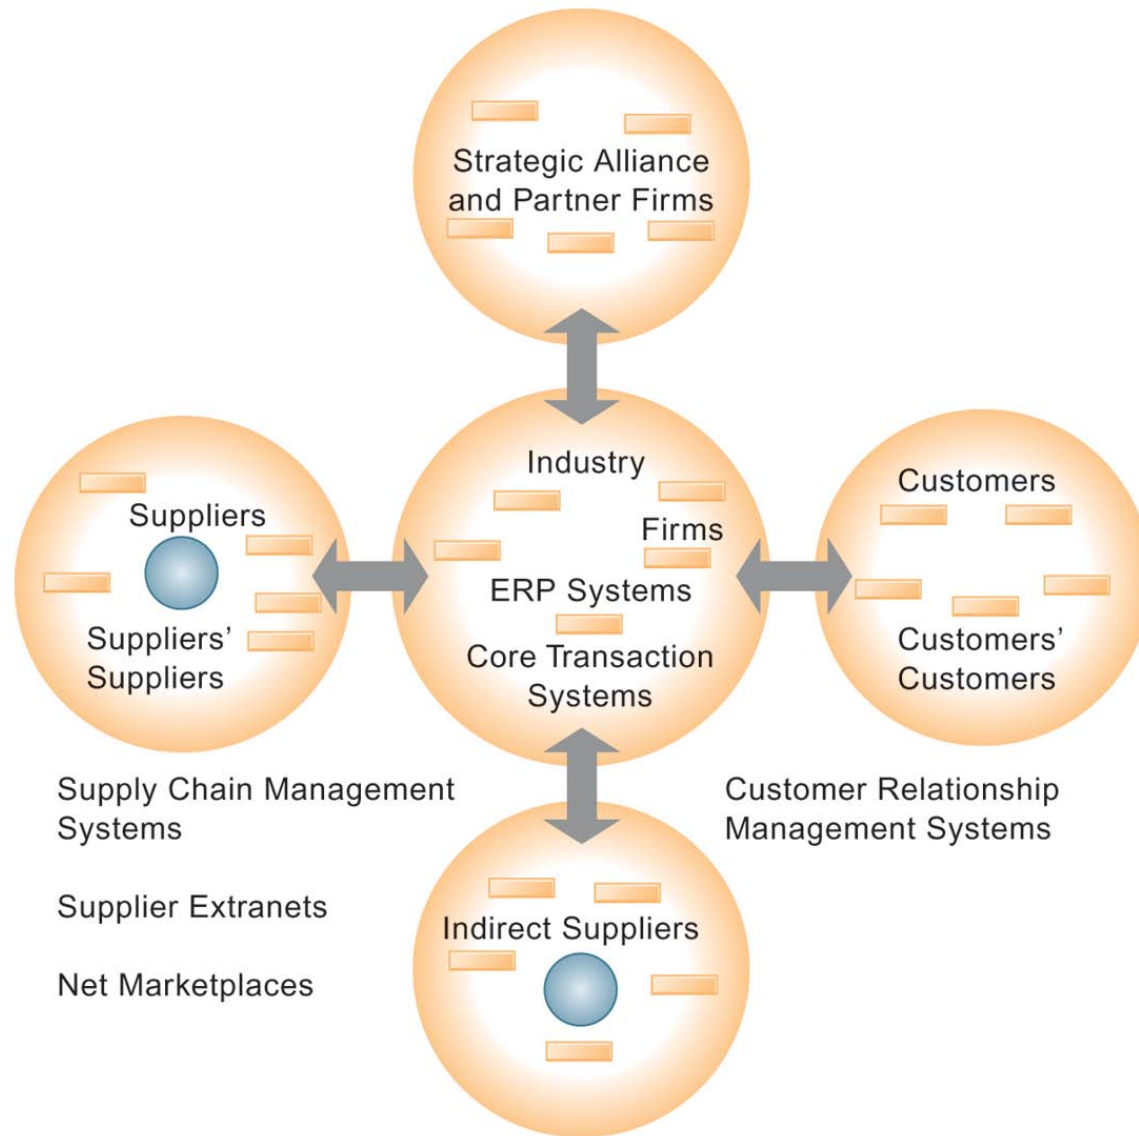 Strategic Alliance
and Partner Firms
Industry
Firms
ERP Systems
Core Transaction
Systems
Suppliers
Suppliers’
Suppliers
Customers
Customers’
Customers
Supply Chain Management
Systems
Supplier Extranets
Net Marketplaces
Customer Relationship
Management Systems
Indirect Suppliers